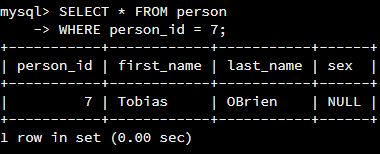 mysql> SELECT * FROM person
    -> WHERE person_id = 7;
+-----------+------------+-----------+------+
| person_id | first_name | last_name | sex  |
+-----------+------------+-----------+------+
|         7 | Tobias     | OBrien    | NULL |
+-----------+------------+-----------+------+
1 row in set (0.00 sec)